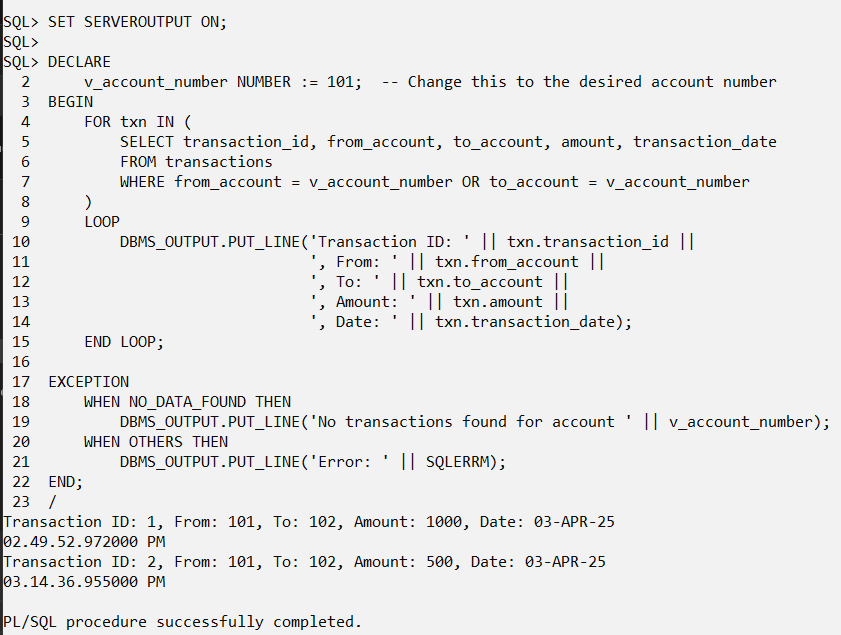 SQL> SET SERVEROUTPUT ON;
SQL>
SQL> DECLARE
  2      v_account_number NUMBER := 101;  -- Change this to the desired account number
  3  BEGIN
  4      FOR txn IN (
  5          SELECT transaction_id, from_account, to_account, amount, transaction_date
  6          FROM transactions
  7          WHERE from_account = v_account_number OR to_account = v_account_number
  8      )
  9      LOOP
 10          DBMS_OUTPUT.PUT_LINE('Transaction ID: ' || txn.transaction_id ||
 11                               ', From: ' || txn.from_account ||
 12                               ', To: ' || txn.to_account ||
 13                               ', Amount: ' || txn.amount ||
 14                               ', Date: ' || txn.transaction_date);
 15      END LOOP;
 16
 17  EXCEPTION
 18      WHEN NO_DATA_FOUND THEN
 19          DBMS_OUTPUT.PUT_LINE('No transactions found for account ' || v_account_number);
 20      WHEN OTHERS THEN
 21          DBMS_OUTPUT.PUT_LINE('Error: ' || SQLERRM);
 22  END;
 23  /
Transaction ID: 1, From: 101, To: 102, Amount: 1000, Date: 03-APR-25
02.49.52.972000 PM
Transaction ID: 2, From: 101, To: 102, Amount: 500, Date: 03-APR-25
03.14.36.955000 PM

PL/SQL procedure successfully completed.